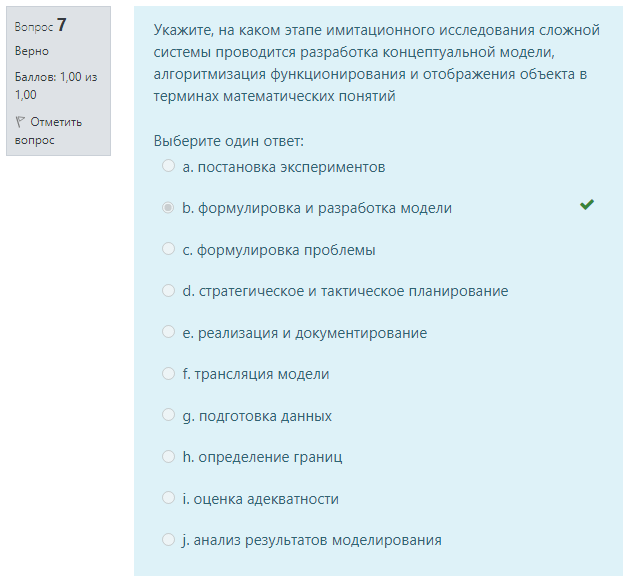 Вопрос 7
Верно
Баллов: 1,00 из
1,00
Отметить
вопрос
Укажите, на каком этапе имитационного исследования сложной
системы проводится разработка концептуальной модели,
алгоритмизация функционирования и отображения объекта в
терминах математических понятий
Выберите один ответ:
a. постановка экспериментов
b. формулировка и разработка модели
c. формулировка проблемы
d. стратегическое и тактическое планирование
e. реализация и документирование
f. трансляция модели
g. подготовка данных
h. определение границ
i. оценка адекватности
j. анализ результатов моделирования